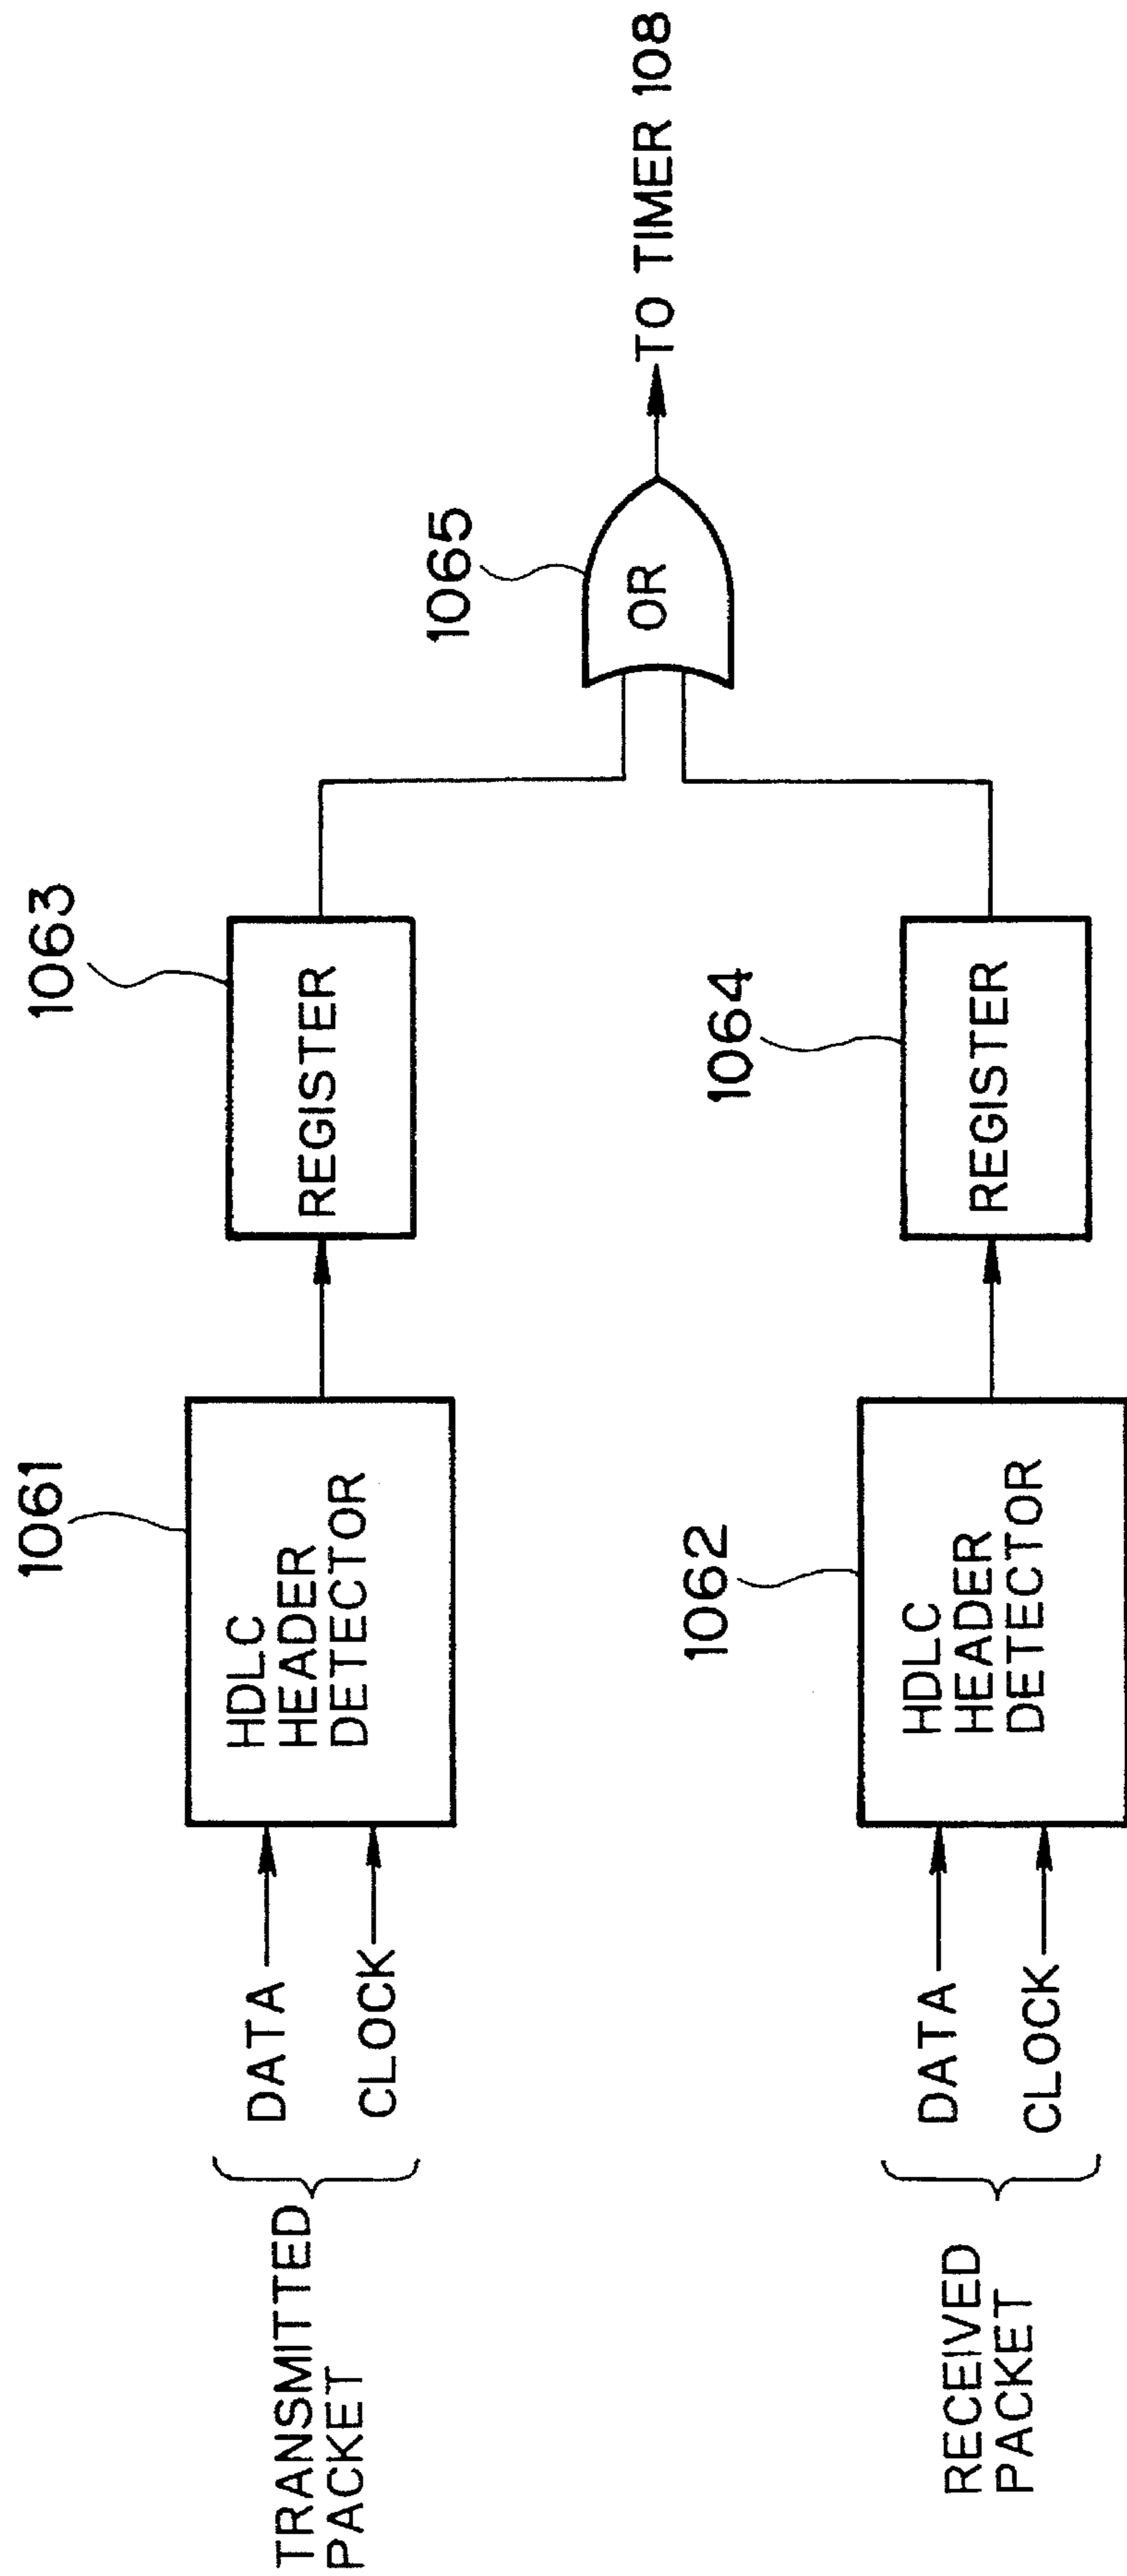 TRANSMITTED
PACKET
DATA
CLOCK
1061
HDLC
HEADER
DETECTOR
1063
REGISTER
1065
OR
TO TIMER 108
RECEIVED
PACKET
DATA
CLOCK
1062
HDLC
HEADER
DETECTOR
1064
REGISTER